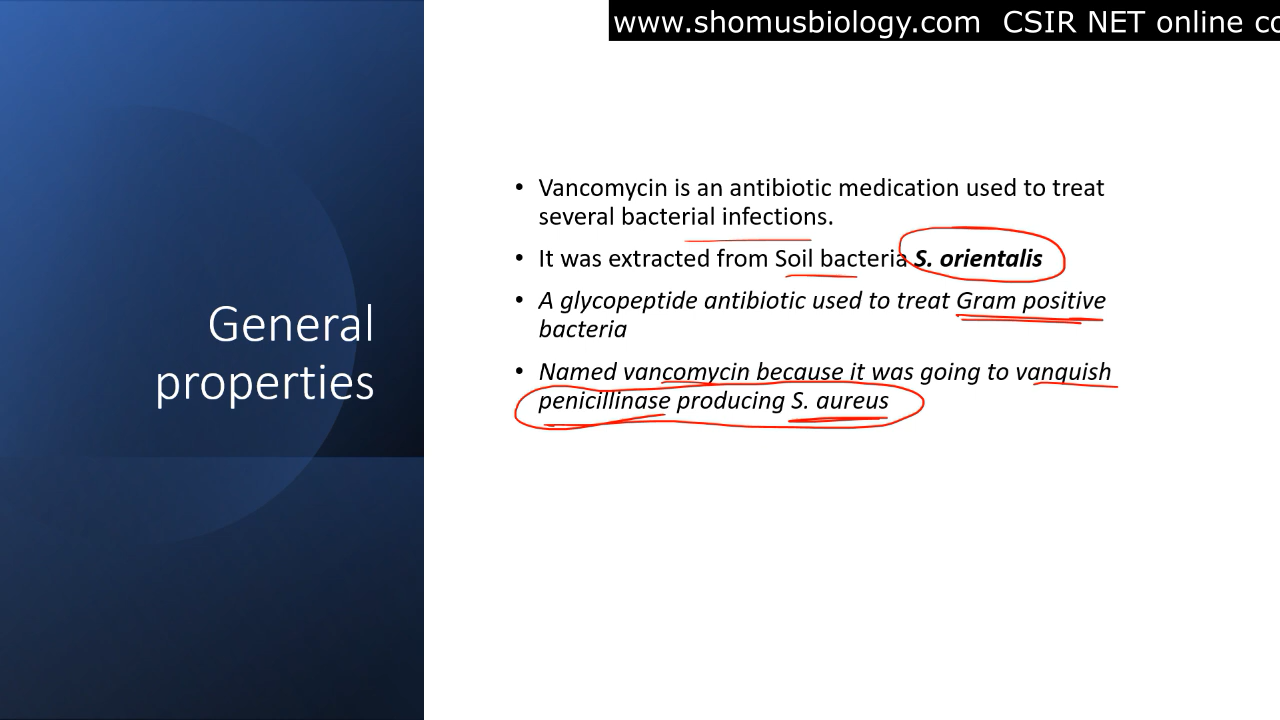 www.shomusbiology.com CSIR NET online co
General
properties
• Vancomycin is an antibiotic medication used to treat
several bacterial infections.
• It was extracted from Soil bacteria S. orientalis
• A glycopeptide antibiotic used to treat Gram positive
bacteria
• Named vancomycin because it was going to vanquish
penicillinase producing S. aureus